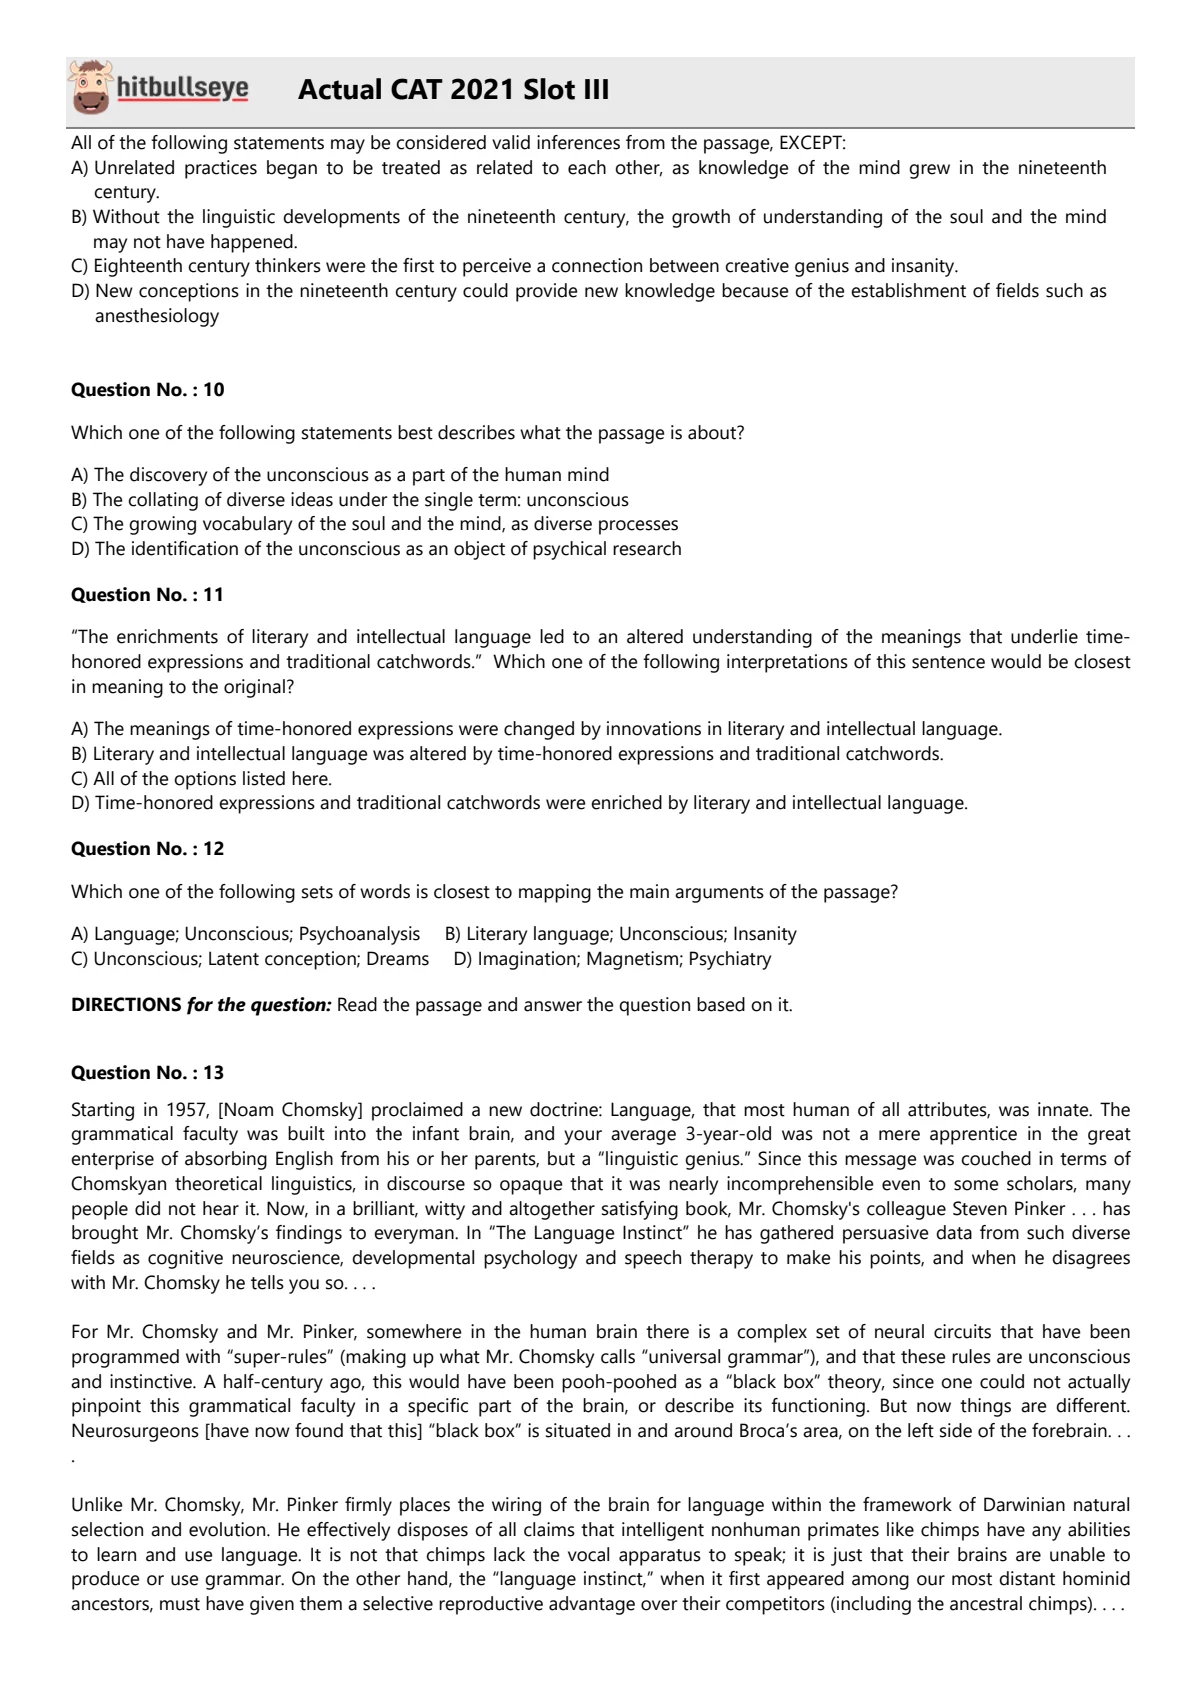 hitbullseye Actual CAT 2021 Slot III
All of the following statements may be considered valid inferences from the passage, EXCEPT:
A) Unrelated practices began to be treated as related to each other, as knowledge of the mind grew in the nineteenth
century.
B) Without the linguistic developments of the nineteenth century, the growth of understanding of the soul and the mind
may not have happened.
C) Eighteenth century thinkers were the first to perceive a connection between creative genius and insanity.
D) New conceptions in the nineteenth century could provide new knowledge because of the establishment of fields such as
anesthesiology
Question No. : 10
Which one of the following statements best describes what the passage is about?
A) The discovery of the unconscious as a part of the human mind
B) The collating of diverse ideas under the single term: unconscious
C) The growing vocabulary of the soul and the mind, as diverse processes
D) The identification of the unconscious as an object of psychical research
Question No. : 11
“The enrichments of literary and intellectual language led to an altered understanding of the meanings that underlie time-
honored expressions and traditional catchwords.” Which one of the following interpretations of this sentence would be closest
in meaning to the original?
A) The meanings of time-honored expressions were changed by innovations in literary and intellectual language.
B) Literary and intellectual language was altered by time-honored expressions and traditional catchwords.
C) All of the options listed here.
D) Time-honored expressions and traditional catchwords were enriched by literary and intellectual language.
Question No. : 12
Which one of the following sets of words is closest to mapping the main arguments of the passage?
A) Language; Unconscious; Psychoanalysis B) Literary language; Unconscious; Insanity
C) Unconscious; Latent conception; Dreams D) Imagination; Magnetism; Psychiatry
DIRECTIONS for the question: Read the passage and answer the question based on it.
Question No. : 13
Starting in 1957, [Noam Chomsky] proclaimed a new doctrine: Language, that most human of all attributes, was innate. The
grammatical faculty was built into the infant brain, and your average 3-year-old was not a mere apprentice in the great
enterprise of absorbing English from his or her parents, but a “linguistic genius.” Since this message was couched in terms of
Chomskyan theoretical linguistics, in discourse so opaque that it was nearly incomprehensible even to some scholars, many
people did not hear it. Now, in a brilliant, witty and altogether satisfying book, Mr. Chomsky's colleague Steven Pinker . . . has
brought Mr. Chomsky’s findings to everyman. In “The Language Instinct” he has gathered persuasive data from such diverse
fields as cognitive neuroscience, developmental psychology and speech therapy to make his points, and when he disagrees
with Mr. Chomsky he tells you so. . . .
For Mr. Chomsky and Mr. Pinker, somewhere in the human brain there is a complex set of neural circuits that have been
programmed with “super-rules” (making up what Mr. Chomsky calls “universal grammar”), and that these rules are unconscious
and instinctive. A half-century ago, this would have been pooh-poohed as a “black box” theory, since one could not actually
pinpoint this grammatical faculty in a specific part of the brain, or describe its functioning. But now things are different.
Neurosurgeons [have now found that this] “black box” is situated in and around Broca’s area, on the left side of the forebrain. . .
.
Unlike Mr. Chomsky, Mr. Pinker firmly places the wiring of the brain for language within the framework of Darwinian natural
selection and evolution. He effectively disposes of all claims that intelligent nonhuman primates like chimps have any abilities
to learn and use language. It is not that chimps lack the vocal apparatus to speak; it is just that their brains are unable to
produce or use grammar. On the other hand, the “language instinct,” when it first appeared among our most distant hominid
ancestors, must have given them a selective reproductive advantage over their competitors (including the ancestral chimps). . . .